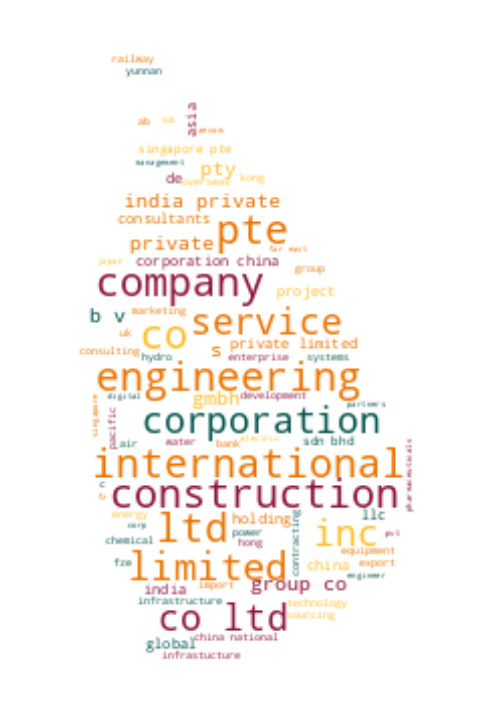 railway
yunnan
asia
ab
sa
singapore pte
management
pty
de
overseas
kong
india private
consultants
pte
private
far east
japan
corporation china
group
company
project
b v
marketing
uk
co
service
s
private limited
consulting
hydro
enterprise
systems
engineering
digital
gmbh
development
partners
singapore
pacific
corporation
air
water
bank
electric
sdn bhd
international
pharmaceuticals
c
construction
energy
corp
ltd
holding
power
hong
contracting
inc
llc
pvt
chemical
equipment
fze
limited
china
export
engineer
india
import
group co
infrastructure
technology
co ltd
sourcing
global
china national
infrastucture